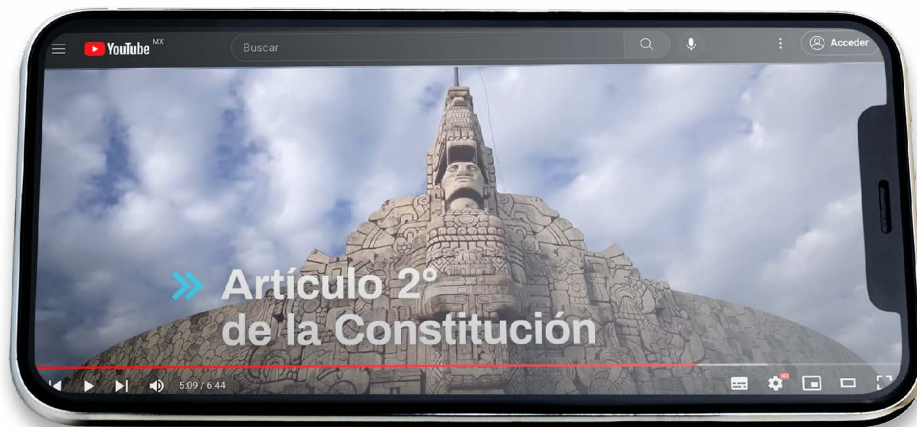 YouTube MX
Buscar
Acceder
Artículo 2°
de la Constitución
5:09 / 6:44